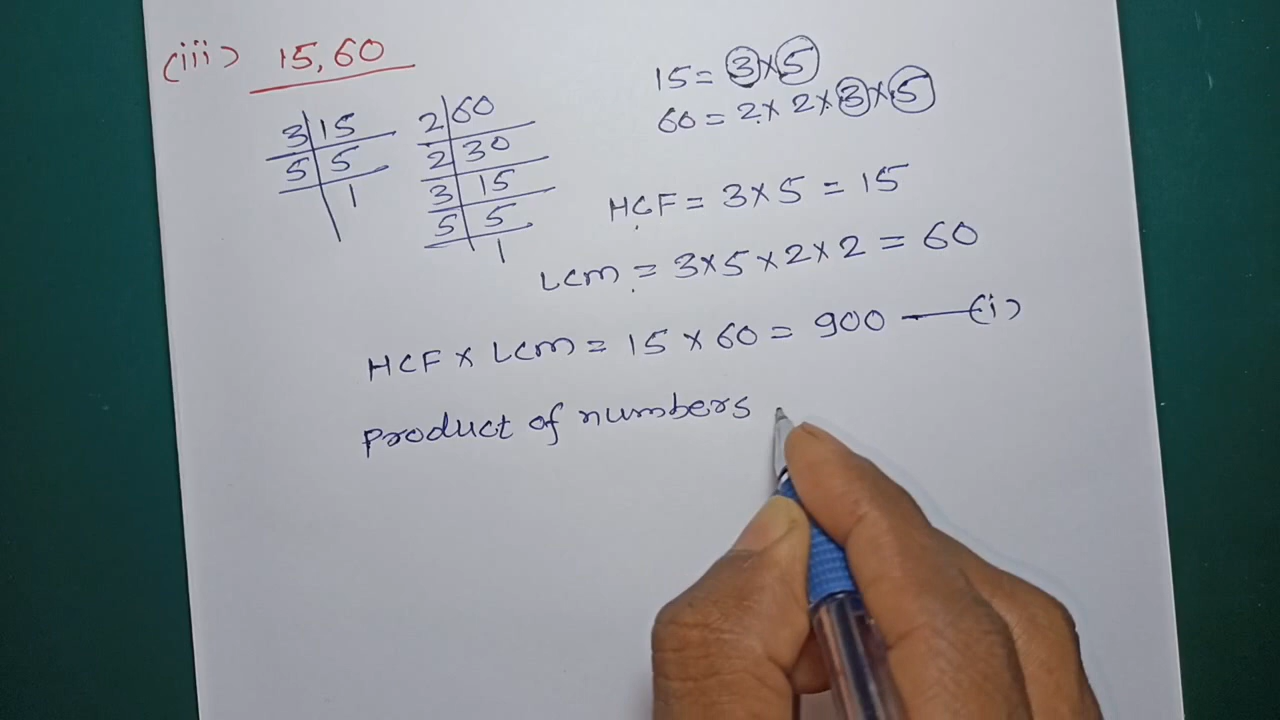 (iii) 15, 60
3 | 15
5 | 5
1
2 | 60
2 | 30
3 | 15
5 | 5
1
15 = 3 × 5
60 = 2 × 2 × 3 × 5
HCF = 3 × 5 = 15
LCM = 3 × 5 × 2 × 2 = 60
HCF × LCM = 15 × 60 = 900 — (i)
Product of numbers